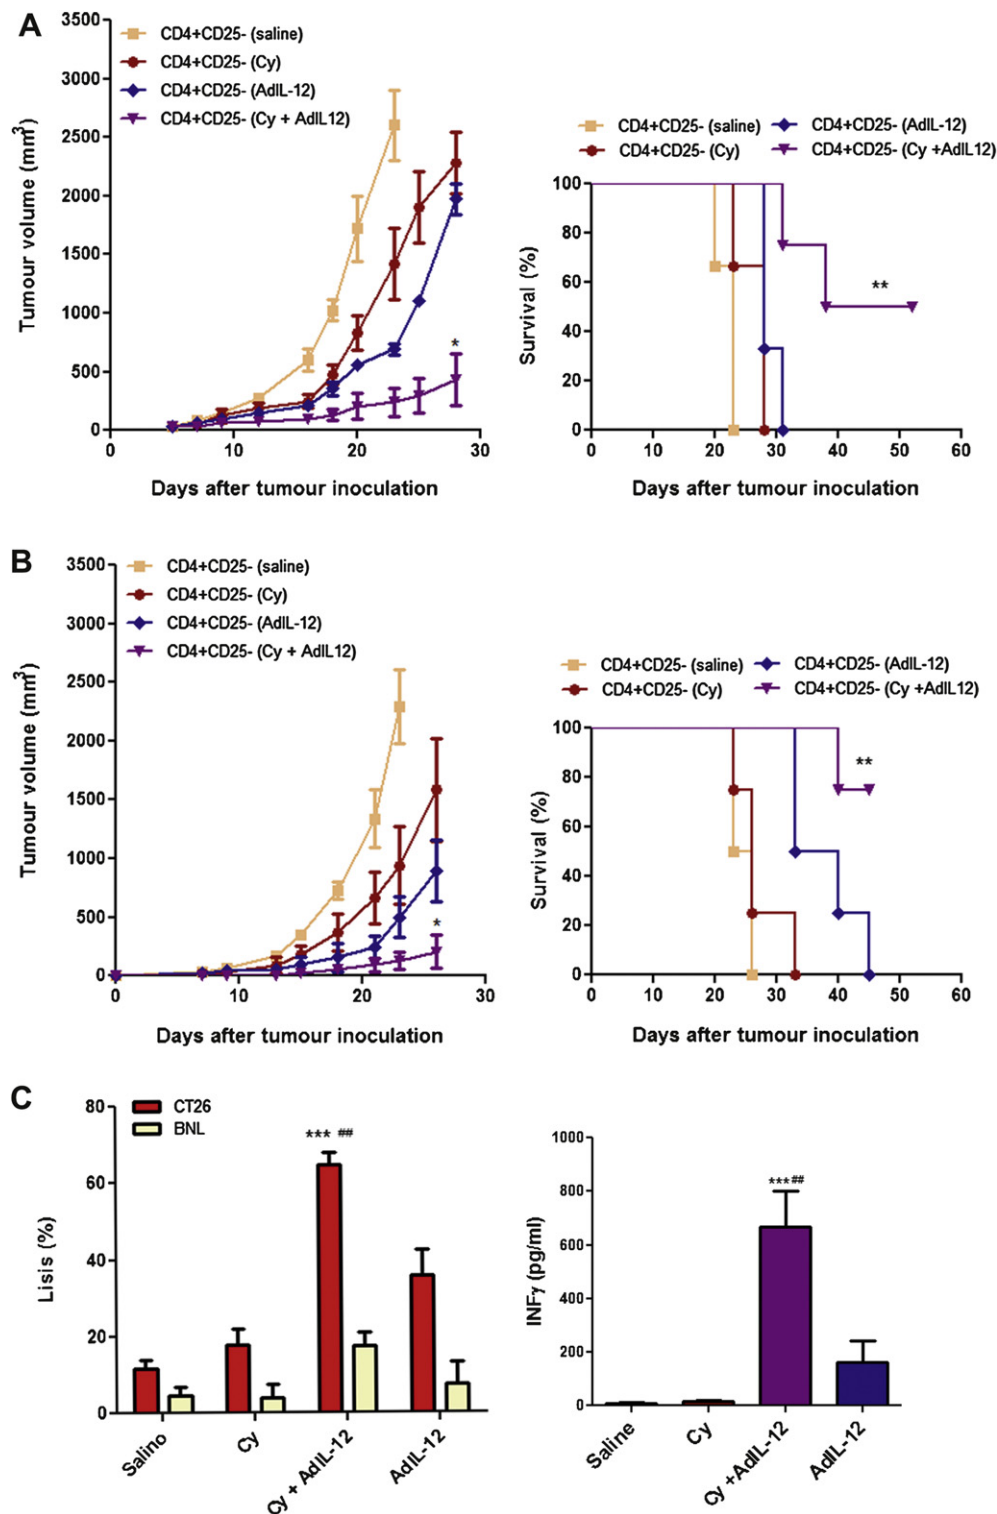 A
CD4+CD25- (saline)
CD4+CD25- (Cy)
CD4+CD25- (AdIL-12)
CD4+CD25- (Cy + AdIL12)
Tumour volume (mm³)
3500
3000
2500
2000
1500
1000
500
0
*
0 10 20 30
Days after tumour inoculation
CD4+CD25- (saline) CD4+CD25- (AdIL-12)
CD4+CD25- (Cy) CD4+CD25- (Cy +AdIL12)
Survival (%)
100
80
60
40
20
0
**
0 10 20 30 40 50 60
Days after tumour inoculation
B
CD4+CD25- (saline)
CD4+CD25- (Cy)
CD4+CD25- (AdIL-12)
CD4+CD25- (Cy + AdIL12)
Tumour volume (mm³)
3500
3000
2500
2000
1500
1000
500
0
*
0 10 20 30
Days after tumour inoculation
CD4+CD25- (saline) CD4+CD25- (AdIL-12)
CD4+CD25- (Cy) CD4+CD25- (Cy +AdIL12)
Survival (%)
100
80
60
40
20
0
**
0 10 20 30 40 50 60
Days after tumour inoculation
C
CT26
BNL
Lisis (%)
80
60
40
20
0
*** ##
Salino
Cy
Cy + AdIL-12
AdIL-12
INFγ (pg/ml)
1000
800
600
400
200
0
***##
Saline
Cy
Cy +AdIL-12
AdIL-12